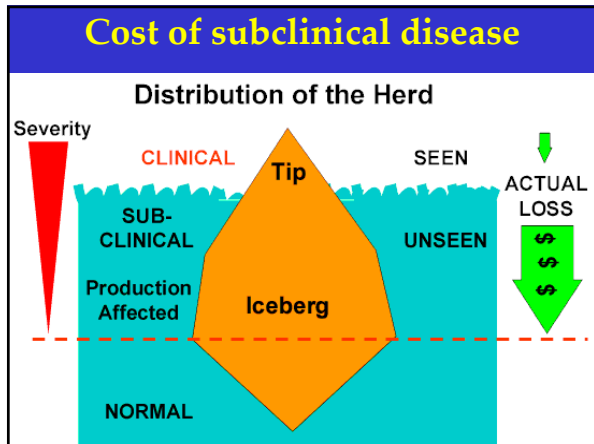 Cost of subclinical disease
Distribution of the Herd
Severity
CLINICAL
Tip
SEEN
ACTUAL
LOSS
SUB-
CLINICAL
UNSEEN
$
$
$
Production
Affected
Iceberg
NORMAL